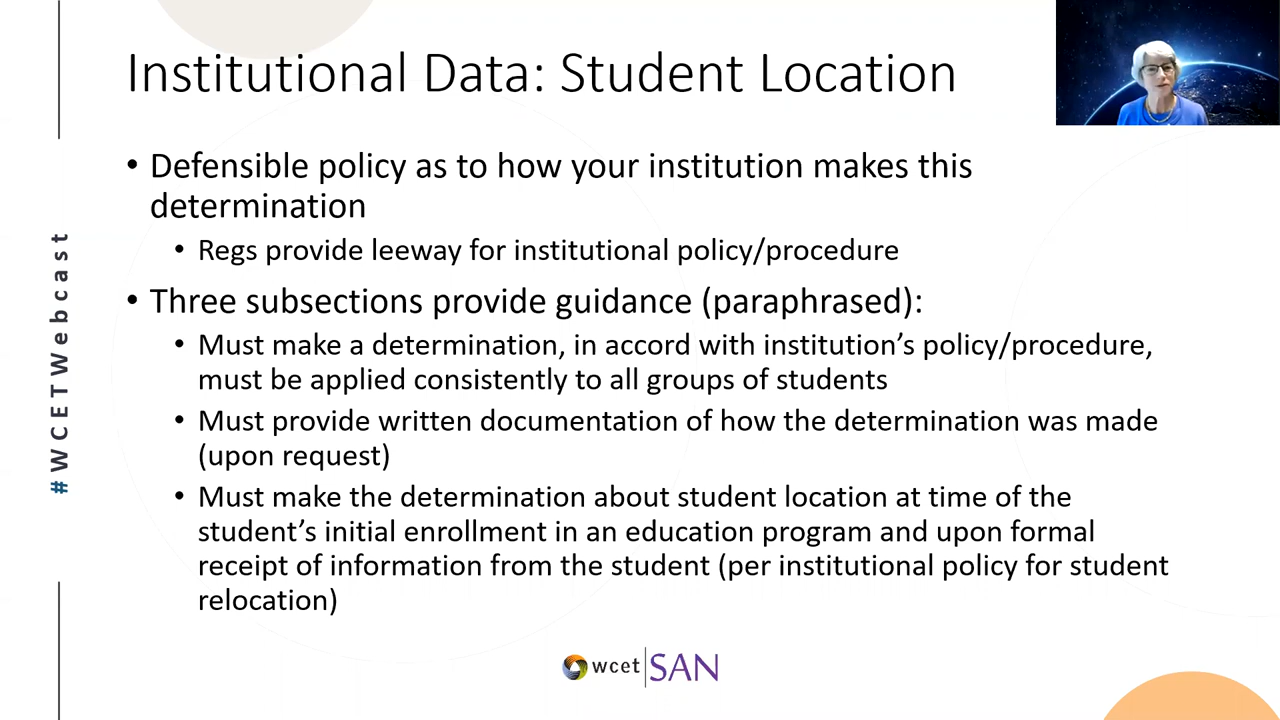 Institutional Data: Student Location
• Defensible policy as to how your institution makes this
determination
• Regs provide leeway for institutional policy/procedure
• Three subsections provide guidance (paraphrased):
• Must make a determination, in accord with institution’s policy/procedure,
must be applied consistently to all groups of students
• Must provide written documentation of how the determination was made
(upon request)
• Must make the determination about student location at time of the
student’s initial enrollment in an education program and upon formal
receipt of information from the student (per institutional policy for student
relocation)
#WCETWebcast
wcet|SAN